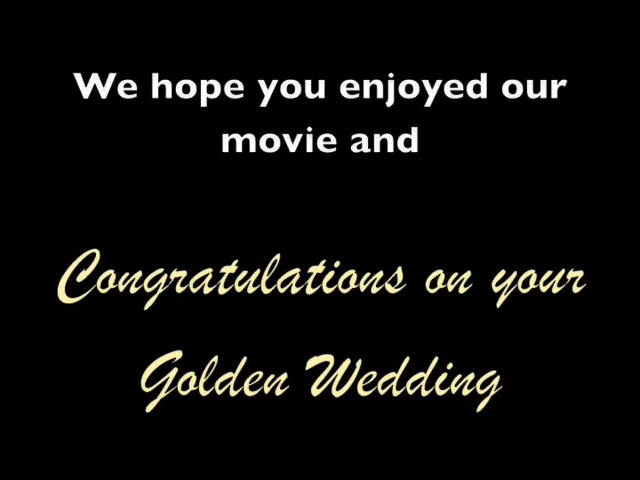 We hope you enjoyed our
movie and
Congratulations on your
Golden Wedding